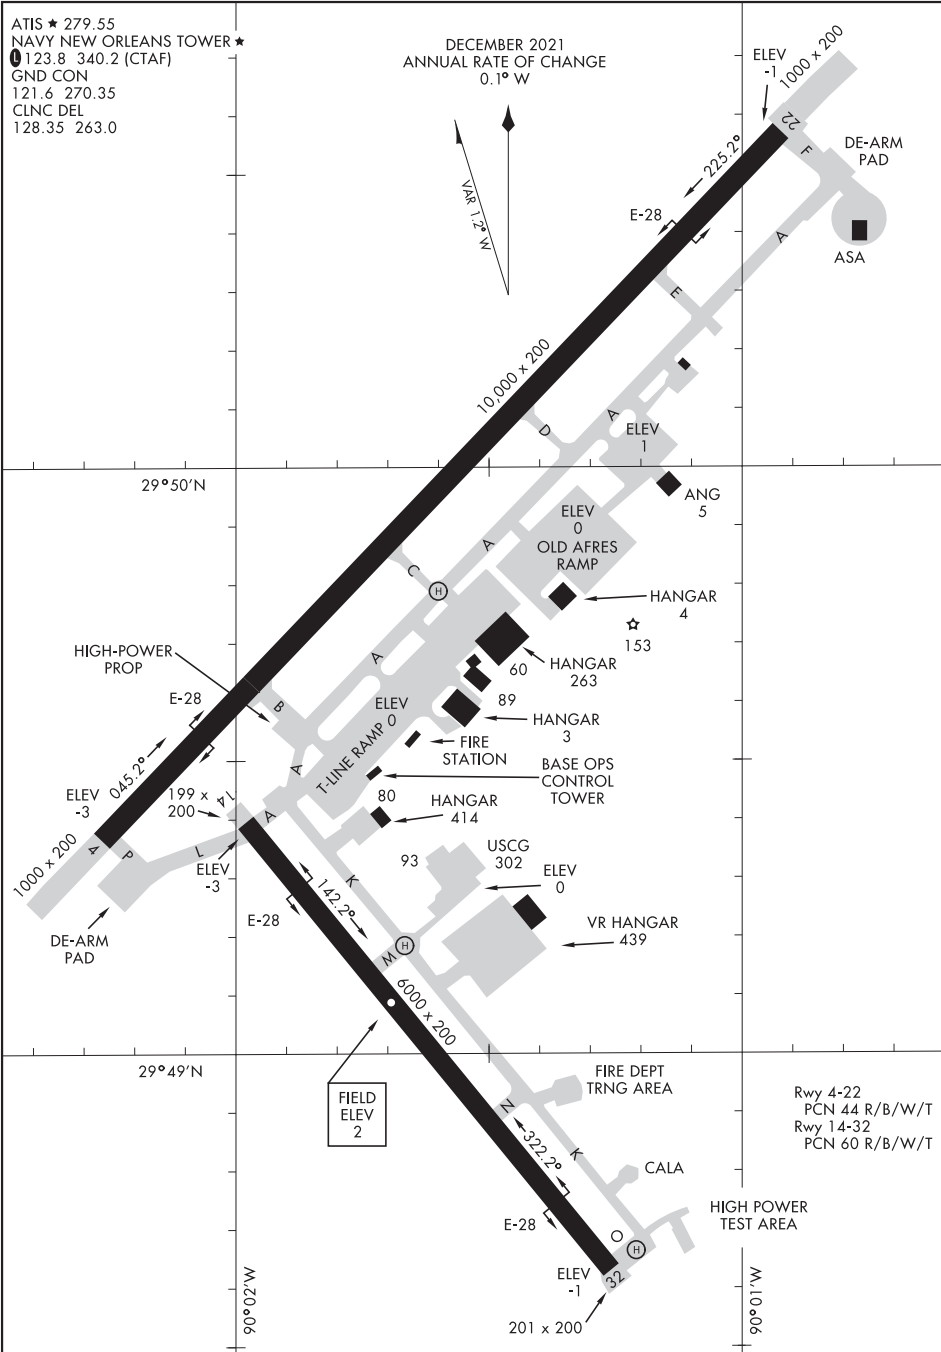 ATIS ★ 279.55
NAVY NEW ORLEANS TOWER ★
L 123.8 340.2 (CTAF)
GND CON
121.6 270.35
CLNC DEL
128.35 263.0
DECEMBER 2021
ANNUAL RATE OF CHANGE
0.1° W
VAR 1.2° W
ELEV
-1
1000 x 200
22
F
DE-ARM
PAD
225.2°
E-28
A
ASA
E
10,000 x 200
D
A
ELEV
1
29°50'N
ANG
5
ELEV
0
OLD AFRES
RAMP
A
C
H
HANGAR
4
153
HIGH-POWER
PROP
A
60
HANGAR
263
E-28
B
ELEV
0
89
HANGAR
3
T-LINE RAMP
FIRE
STATION
045.2°
A
BASE OPS
CONTROL
TOWER
ELEV
-3
199 x
200
14
80
HANGAR
414
A
4
P
L
1000 x 200
ELEV
-3
93
USCG
302
ELEV
0
K
142.2°
E-28
VR HANGAR
439
DE-ARM
PAD
H
M
6000 x 200
29°49'N
FIRE DEPT
TRNG AREA
FIELD
ELEV
2
Rwy 4-22
PCN 44 R/B/W/T
Rwy 14-32
PCN 60 R/B/W/T
N
322.2°
K
CALA
HIGH POWER
TEST AREA
E-28
H
ELEV
-1
32
201 x 200
90°02'W
90°01'W